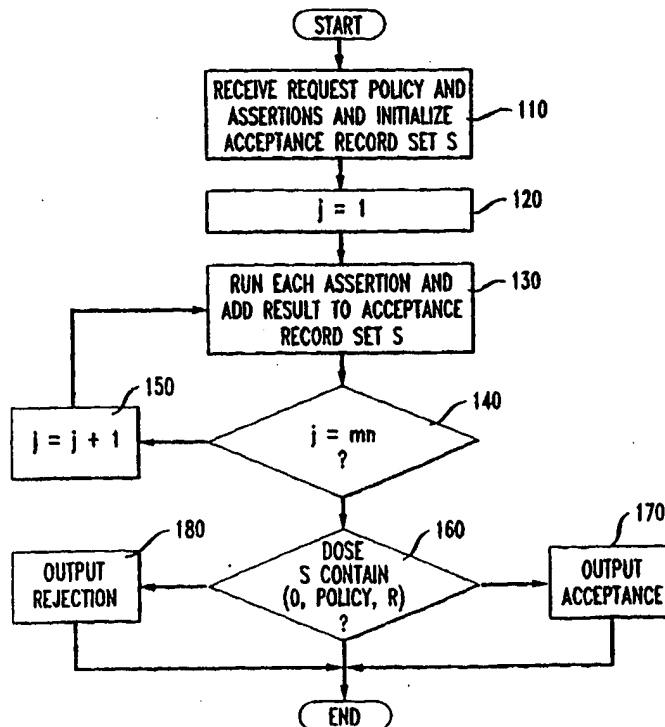 START
RECEIVE REQUEST POLICY AND
ASSERTIONS AND INITIALIZE
ACCEPTANCE RECORD SET S
110
j = 1
120
RUN EACH ASSERTION AND
ADD RESULT TO ACCEPTANCE
RECORD SET S
130
150
j = j + 1
140
j = mn
?
180
OUTPUT
REJECTION
160
DOSE
S CONTAIN
(0, POLICY, R)
?
170
OUTPUT
ACCEPTANCE
END